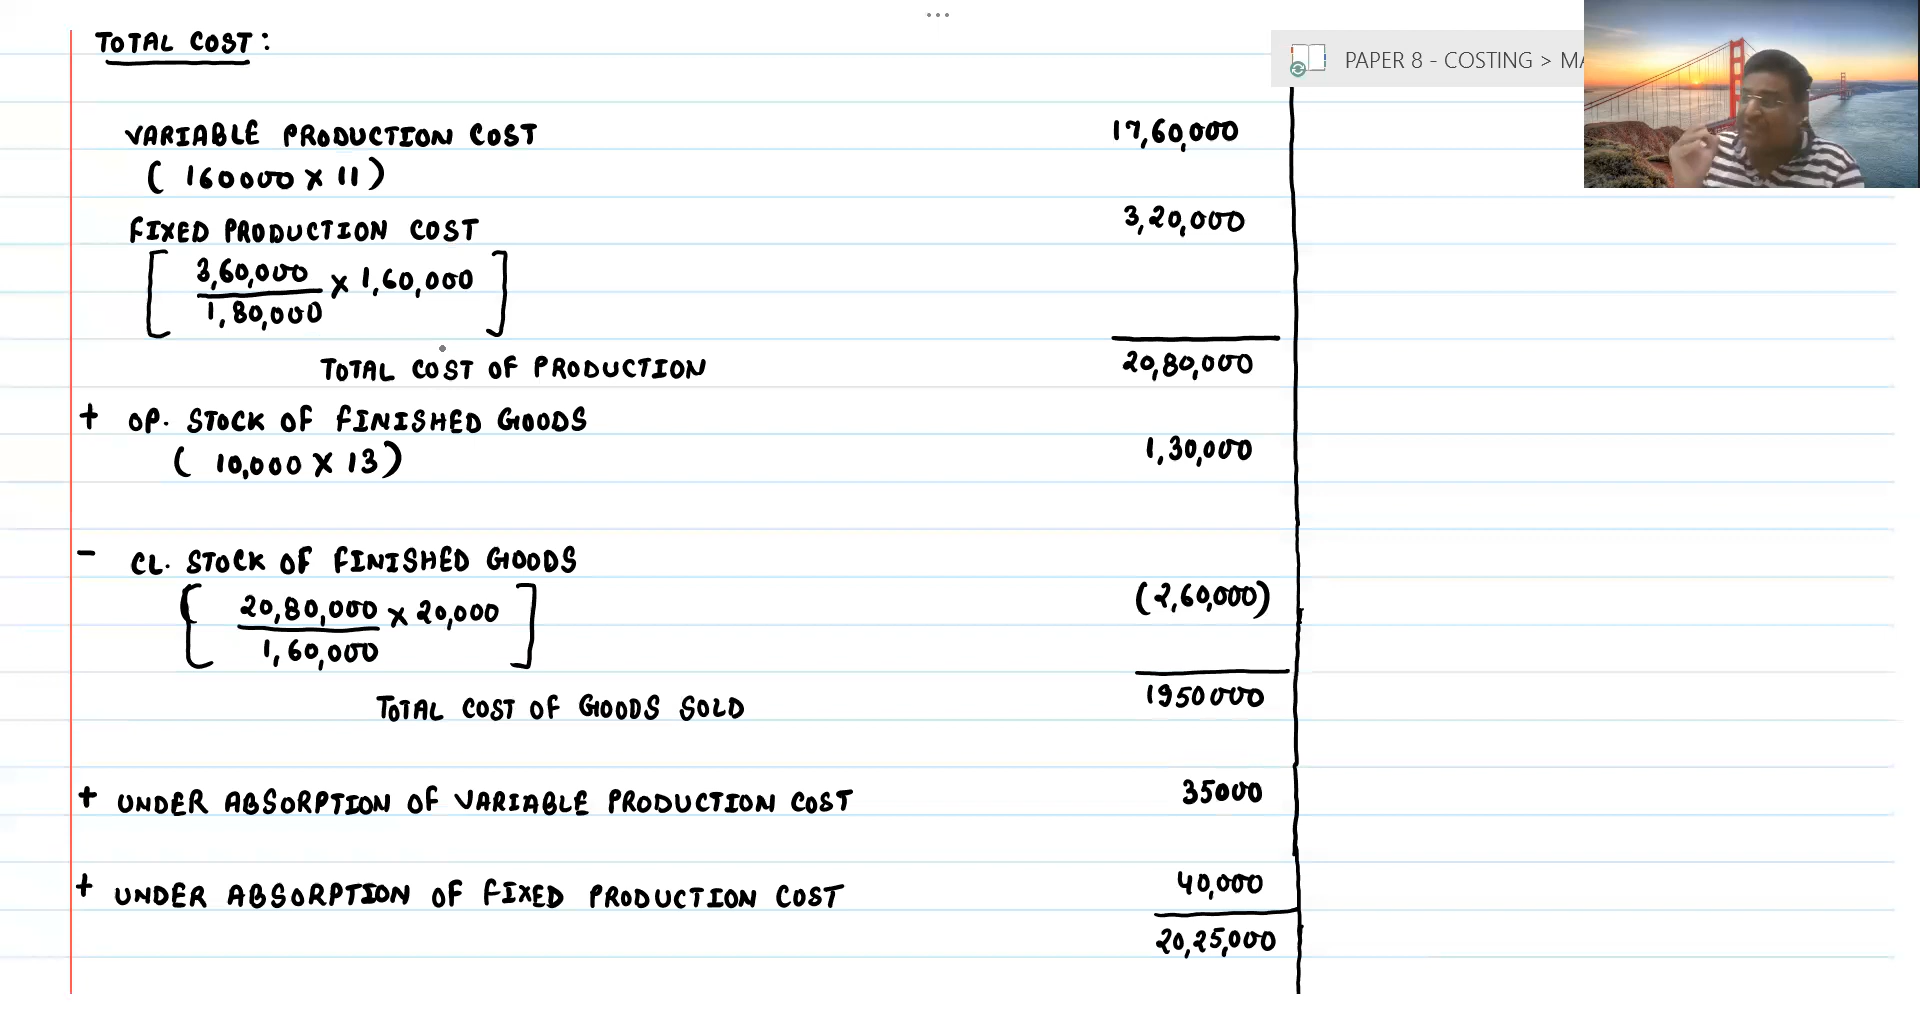 ...
TOTAL COST:
PAPER 8 - COSTING > MA
VARIABLE PRODUCTION COST 17,60,000
(160000 × 11)
FIXED PRODUCTION COST 3,20,000
[3,60,000 / 1,80,000 × 1,60,000]
TOTAL COST OF PRODUCTION 20,80,000
+ OP. STOCK OF FINISHED GOODS
(10,000 × 13) 1,30,000
- CL. STOCK OF FINISHED GOODS
[20,80,000 / 1,60,000 × 20,000] (2,60,000)
TOTAL COST OF GOODS SOLD 1950000
+ UNDER ABSORPTION OF VARIABLE PRODUCTION COST 35000
+ UNDER ABSORPTION OF FIXED PRODUCTION COST 40,000
20,25,000